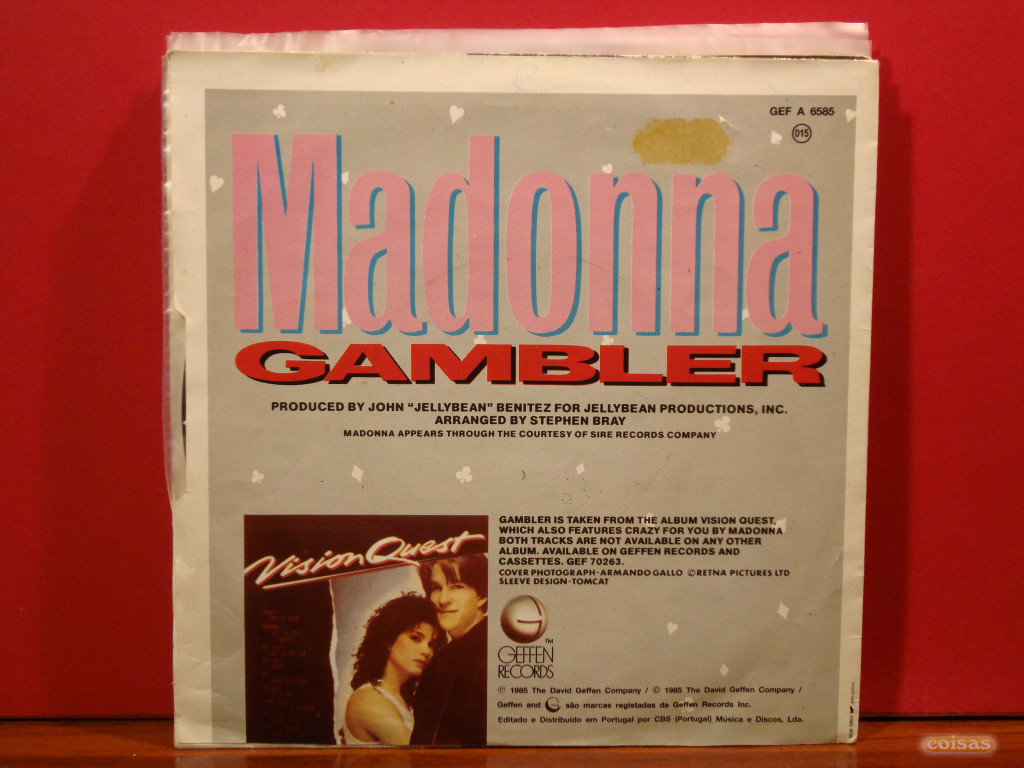 GEF A 6585
015
Madonna
GAMBLER
PRODUCED BY JOHN "JELLYBEAN" BENITEZ FOR JELLYBEAN PRODUCTIONS, INC.
ARRANGED BY STEPHEN BRAY
MADONNA APPEARS THROUGH THE COURTESY OF SIRE RECORDS COMPANY
Vision Quest
GAMBLER IS TAKEN FROM THE ALBUM VISION QUEST,
WHICH ALSO FEATURES CRAZY FOR YOU BY MADONNA
BOTH TRACKS ARE NOT AVAILABLE ON ANY OTHER
ALBUM. AVAILABLE ON GEFFEN RECORDS AND
CASSETTES. GEF 70263.
COVER PHOTOGRAPH·ARMANDO GALLO ©RETNA PICTURES LTD
SLEEVE DESIGN·TOMCAT
TM
GEFFEN
RECORDS
℗ 1985 The David Geffen Company / © 1985 The David Geffen Company /
Geffen and G são marcas registadas da Geffen Records Inc.
Editado e Distribuido em Portugal por CBS (Portugal) Música e Discos, Lda.
coisas